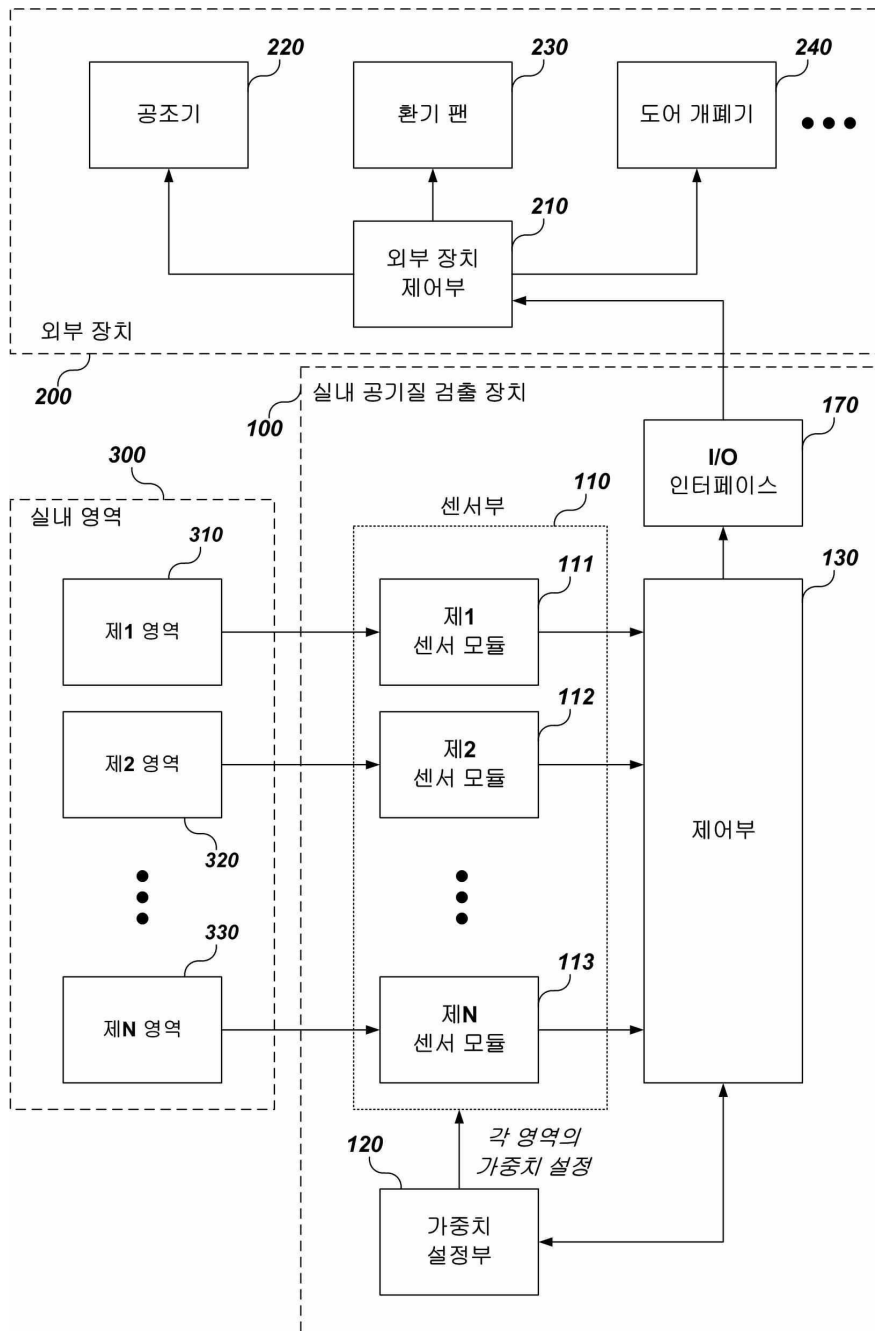 220
230
240
공조기
환기 팬
도어 개폐기
210
외부 장치
제어부
외부 장치
200
100
실내 공기질 검출 장치
170
I/O
인터페이스
300
실내 영역
센서부
110
130
310
111
제1 영역
제1
센서 모듈
112
제2 영역
제2
센서 모듈
320
제어부
330
113
제N 영역
제N
센서 모듈
120
각 영역의
가중치 설정
가중치
설정부